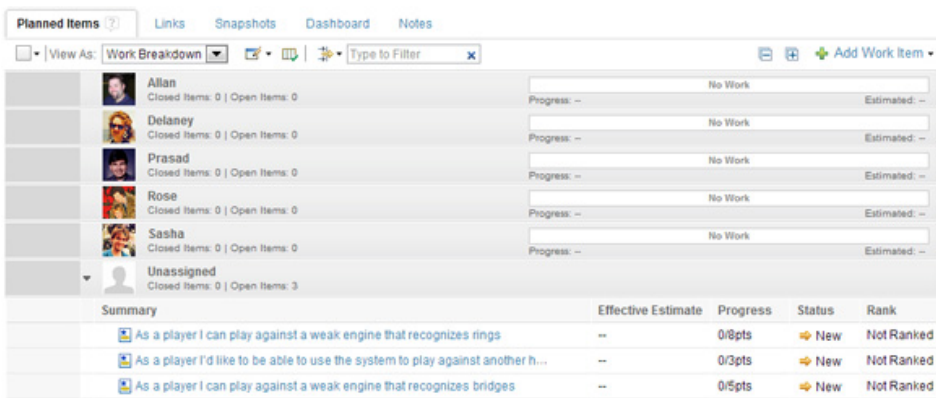 Planned Items ? Links Snapshots Dashboard Notes
View As: Work Breakdown Type to Filter x Add Work Item
Allan No Work
Closed Items: 0 | Open Items: 0 Progress: -- Estimated: --
Delaney No Work
Closed Items: 0 | Open Items: 0 Progress: -- Estimated: --
Prasad No Work
Closed Items: 0 | Open Items: 0 Progress: -- Estimated: --
Rose No Work
Closed Items: 0 | Open Items: 0 Progress: -- Estimated: --
Sasha No Work
Closed Items: 0 | Open Items: 0 Progress: -- Estimated: --
Unassigned
Closed Items: 0 | Open Items: 3
Summary Effective Estimate Progress Status Rank
As a player I can play against a weak engine that recognizes rings -- 0/8pts New Not Ranked
As a player I'd like to be able to use the system to play against another h... -- 0/3pts New Not Ranked
As a player I can play against a weak engine that recognizes bridges -- 0/5pts New Not Ranked